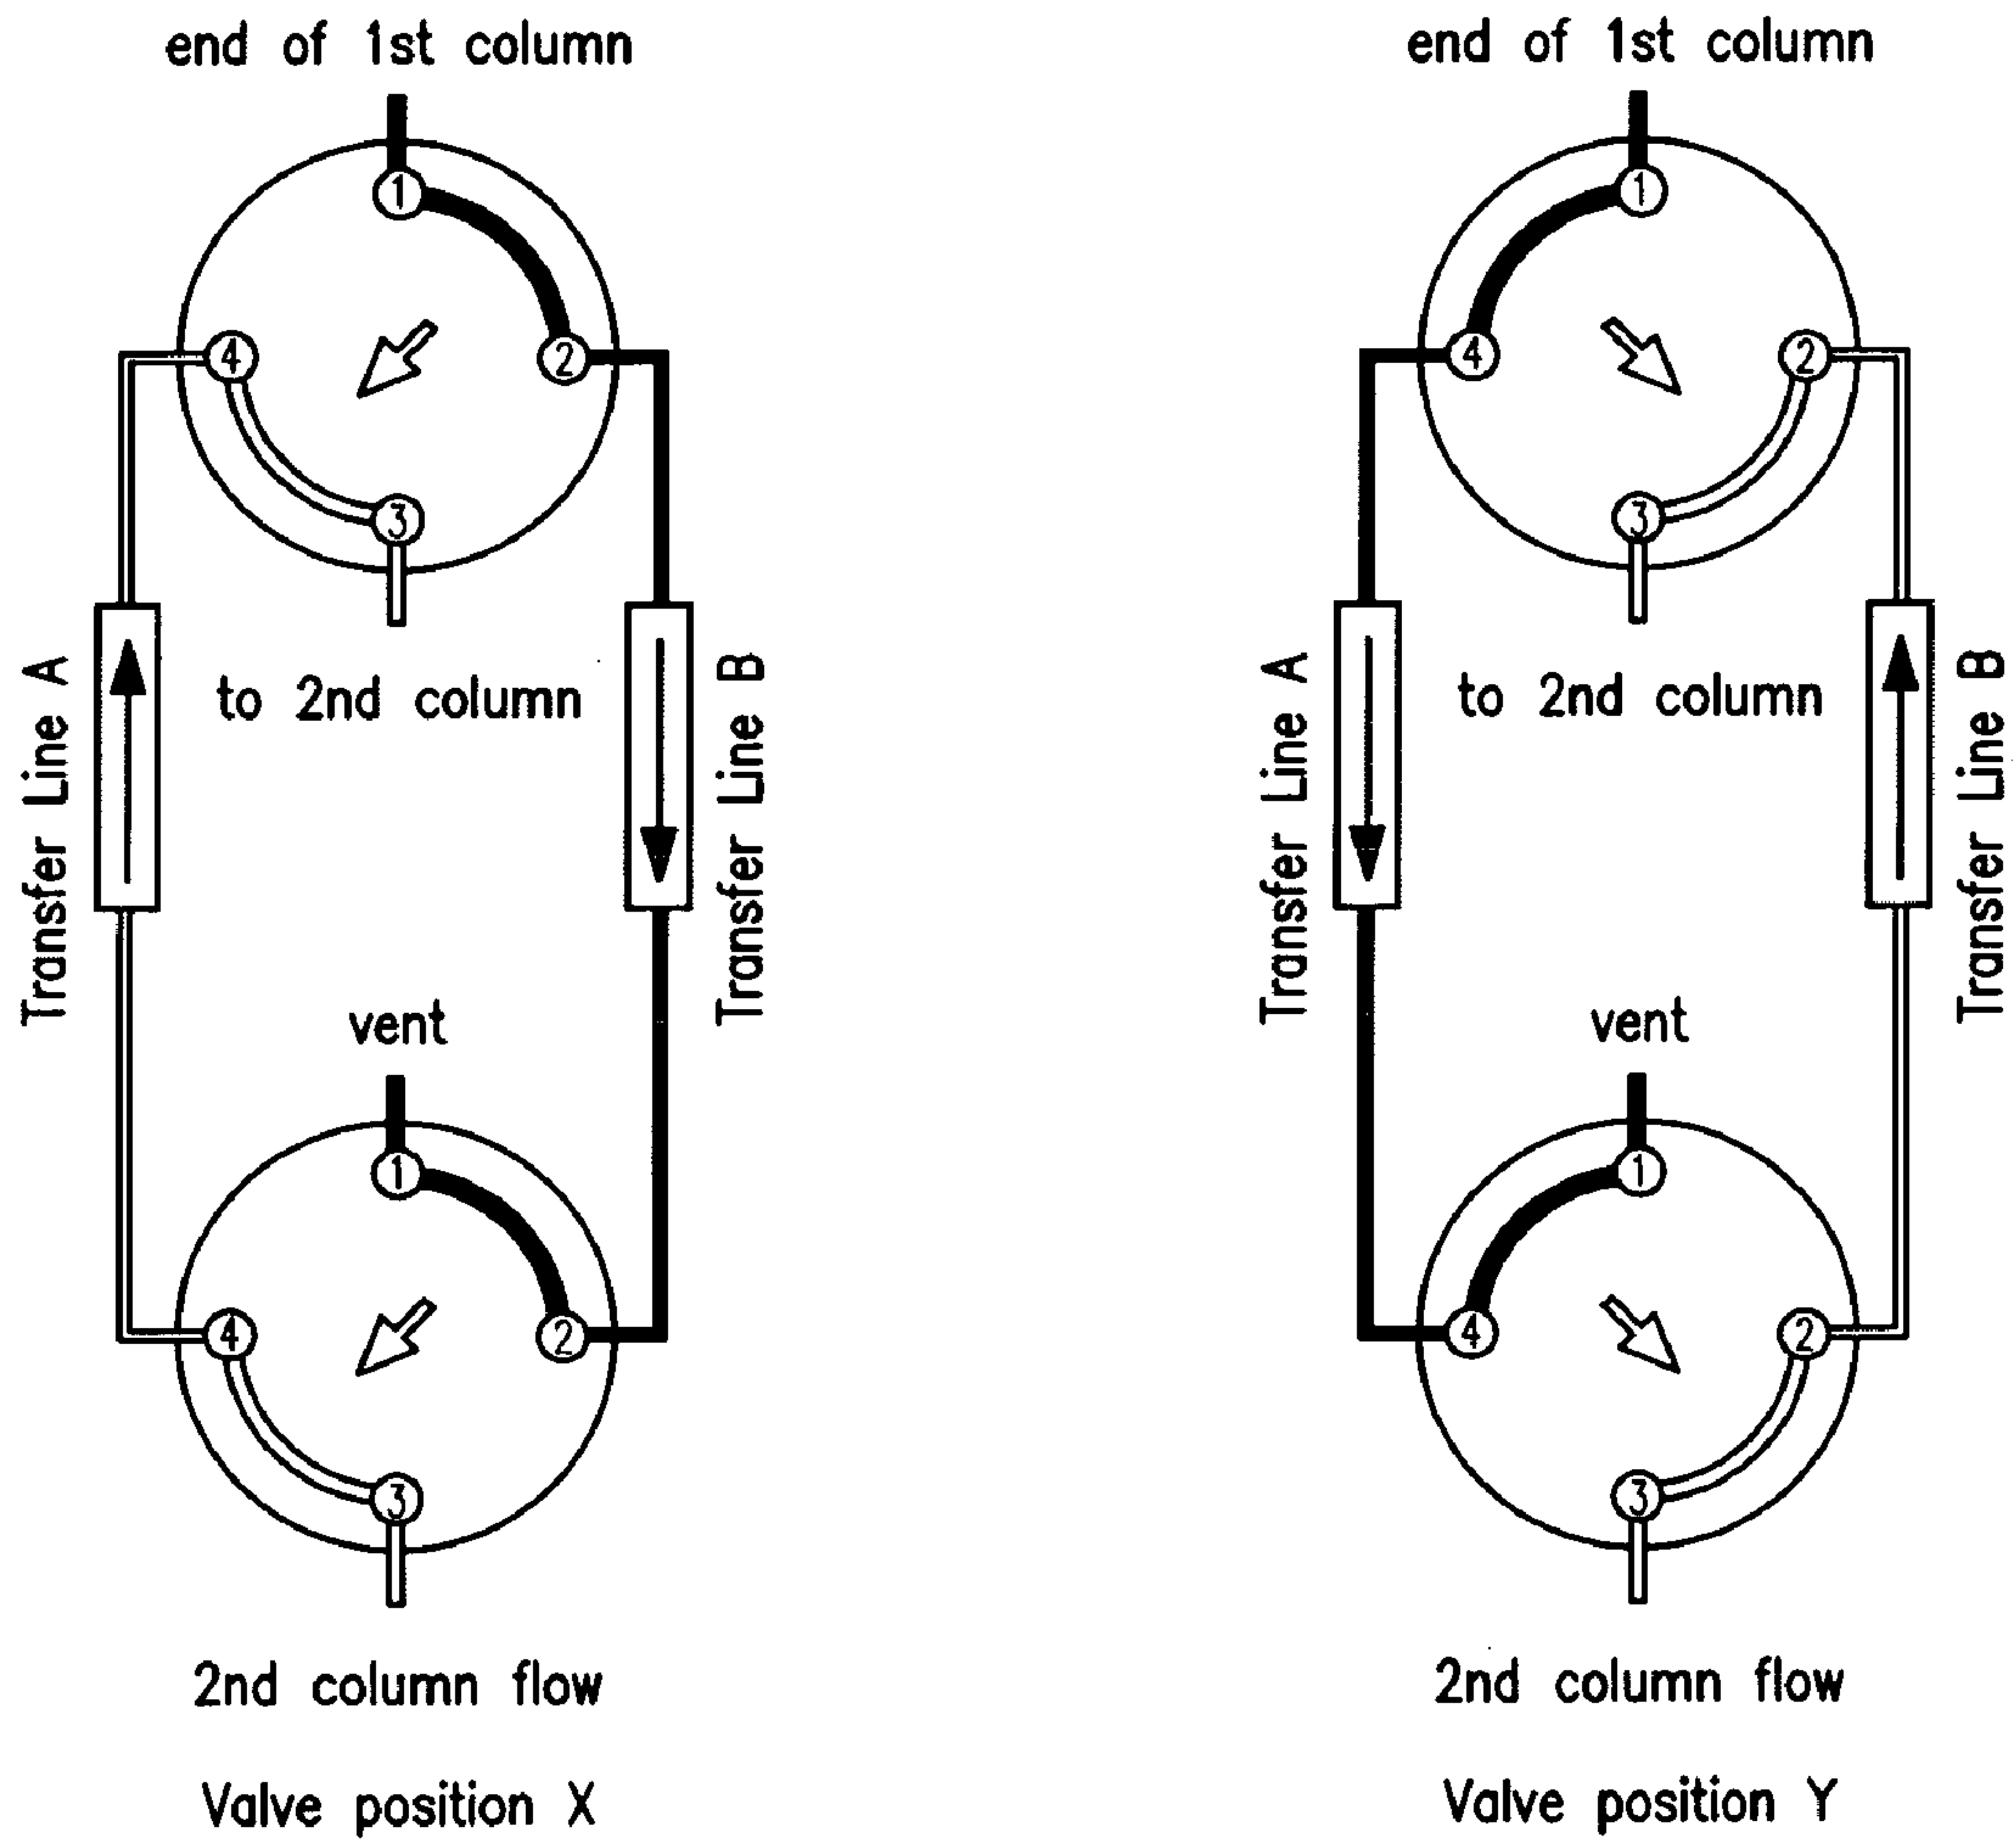 end of 1st column
1
2
3
4
to 2nd column
Transfer Line A
Transfer Line B
vent
1
2
3
4
2nd column flow
Valve position X
end of 1st column
1
2
3
4
to 2nd column
Transfer Line A
Transfer Line B
vent
1
2
3
4
2nd column flow
Valve position Y